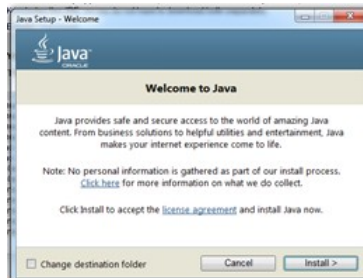 Java Setup - Welcome
Java
ORACLE
Welcome to Java
Java provides safe and secure access to the world of amazing Java
content. From business solutions to helpful utilities and entertainment, Java
makes your internet experience come to life.
Note: No personal information is gathered as part of our install process.
Click here for more information on what we do collect.
Click Install to accept the license agreement and install Java now.
Change destination folder
Cancel
Install >